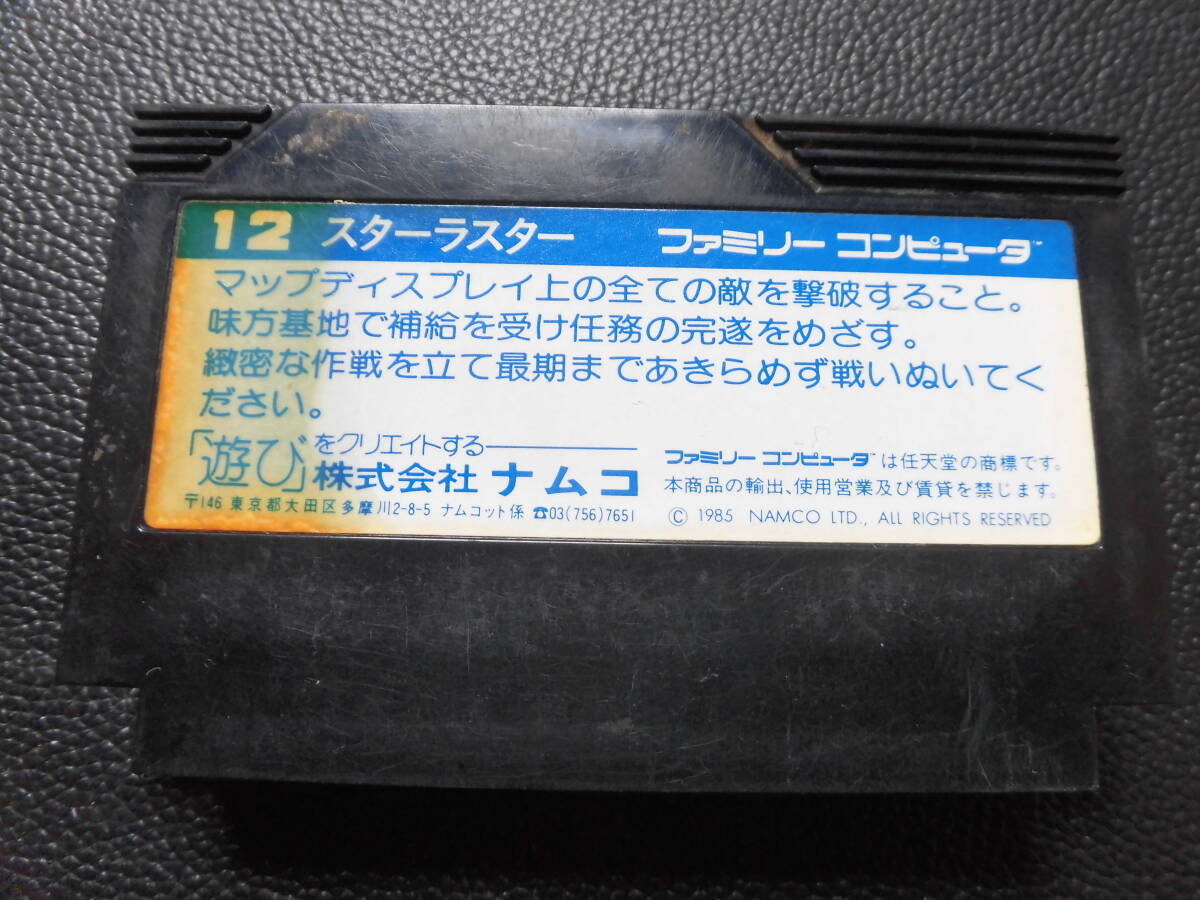 12 スターラスター ファミリー コンピュータ™
マップディスプレイ上の全ての敵を撃破すること。
味方基地で補給を受け任務の完遂をめざす。
緻密な作戦を立て最期まであきらめず戦いぬいてく
ださい。
「遊び」をクリエイトする
株式会社 ナムコ
〒146 東京都大田区多摩川2-8-5 ナムコット係 ☎03(756)7651
ファミリー コンピュータ™は任天堂の商標です。
本商品の輸出、使用営業及び賃貸を禁じます。
© 1985 NAMCO LTD., ALL RIGHTS RESERVED